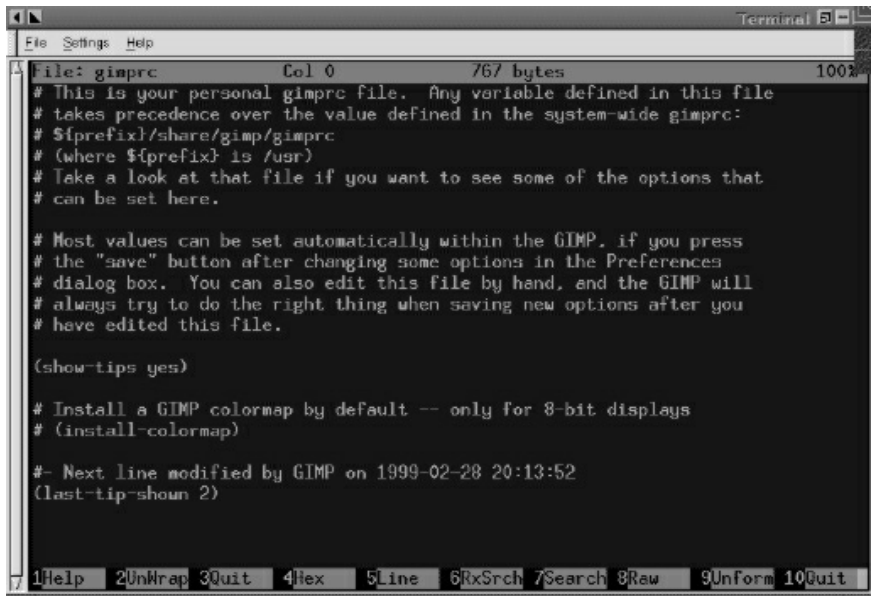 Terminal
File Settings Help
File: gimprc Col 0 767 bytes 100%
# This is your personal gimprc file. Any variable defined in this file
# takes precedence over the value defined in the system-wide gimprc:
# ${prefix}/share/gimp/gimprc
# (where ${prefix} is /usr)
# Take a look at that file if you want to see some of the options that
# can be set here.
# Most values can be set automatically within the GIMP, if you press
# the "save" button after changing some options in the Preferences
# dialog box. You can also edit this file by hand, and the GIMP will
# always try to do the right thing when saving new options after you
# have edited this file.
(show-tips yes)
# Install a GIMP colormap by default -- only for 8-bit displays
# (install-colormap)
#- Next line modified by GIMP on 1999-02-28 20:13:52
(last-tip-shown 2)
1Help 2UnWrap 3Quit 4Hex 5Line 6RxSrch 7Search 8Raw 9Unform 10Quit